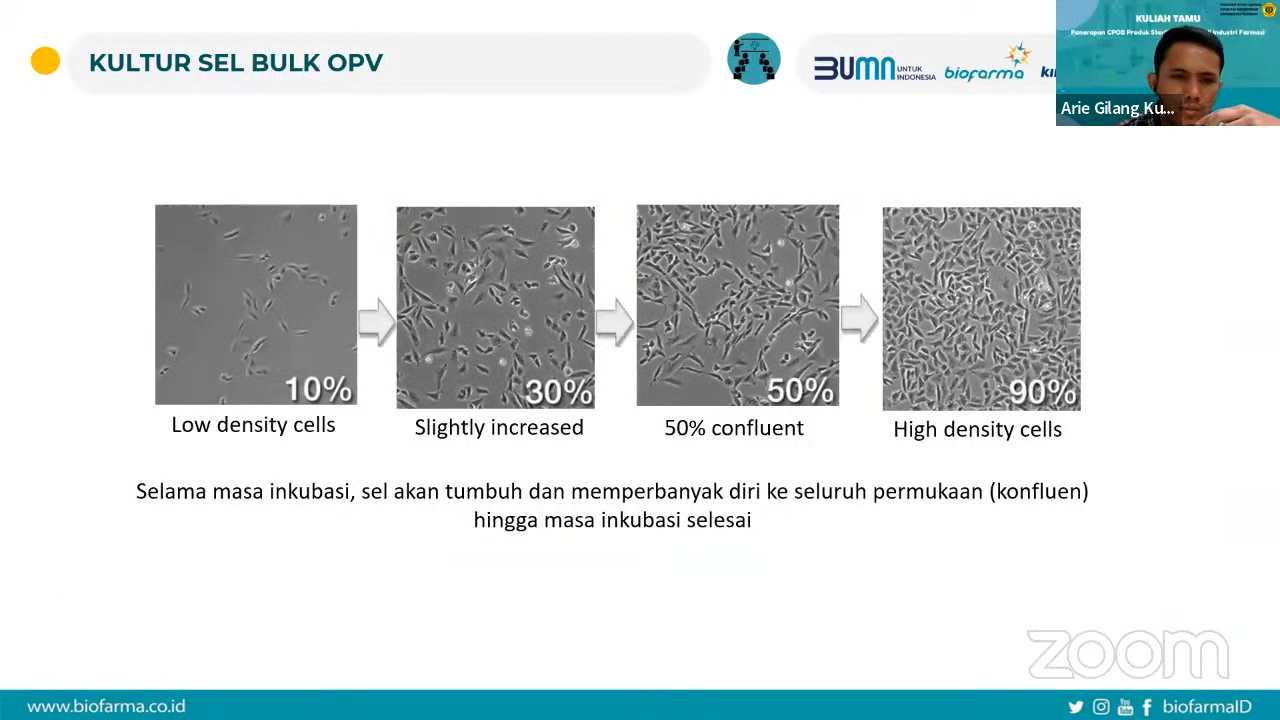 KULTUR SEL BULK OPV
BUMN
UNTUK
INDONESIA
biofarma
KULIAH TAMU
Arie Gilang Ku...
10%
30%
50%
90%
Low density cells
Slightly increased
50% confluent
High density cells
Selama masa inkubasi, sel akan tumbuh dan memperbanyak diri ke seluruh permukaan (konfluen)
hingga masa inkubasi selesai
zoom
www.biofarma.co.id
You
Tube
biofarmaID